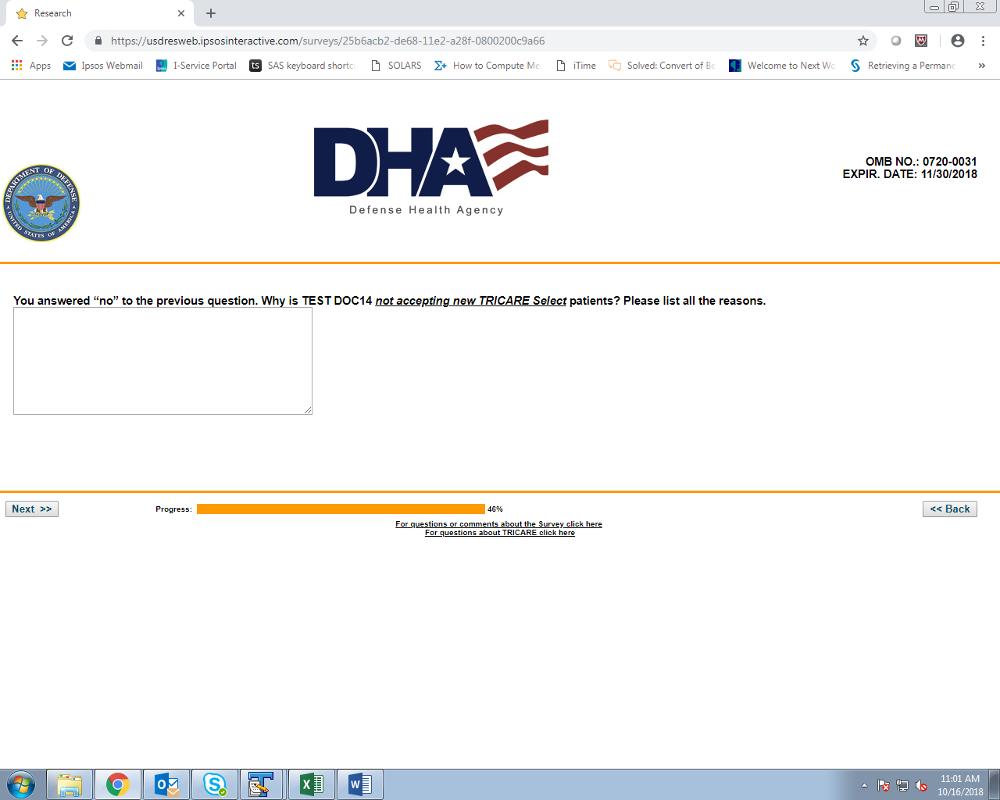 Research
https://usdresweb.ipsosinteractive.com/surveys/25b6acb2-de68-11e2-a28f-0800200c9a66
Apps Ipsos Webmail I-Service Portal ts SAS keyboard shortc SOLARS How to Compute Me iTime Solved: Convert of Be Welcome to Next Wo Retrieving a Permane »
DHA
Defense Health Agency
DEPARTMENT OF DEFENSE
UNITED STATES OF AMERICA
OMB NO.: 0720-0031
EXPIR. DATE: 11/30/2018
You answered “no” to the previous question. Why is TEST DOC14 not accepting new TRICARE Select patients? Please list all the reasons.
Next >> Progress: 46% << Back
For questions or comments about the Survey click here
For questions about TRICARE click here
11:01 AM
10/16/2018